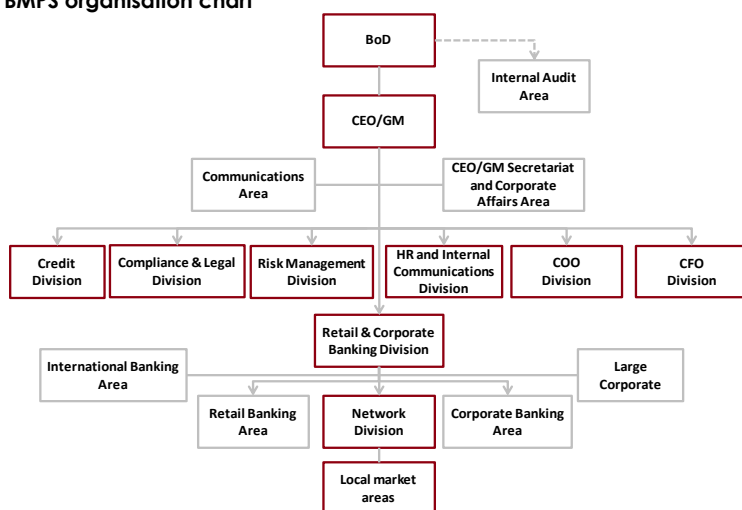 BMPS organisation chart
BoD
Internal Audit
Area
CEO/GM
Communications
Area
CEO/GM Secretariat
and Corporate
Affairs Area
Credit
Division
Compliance & Legal
Division
Risk Management
Division
HR and Internal
Communications
Division
COO
Division
CFO
Division
Retail & Corporate
Banking Division
International Banking
Area
Large
Corporate
Retail Banking
Area
Network
Division
Corporate Banking
Area
Local market
areas